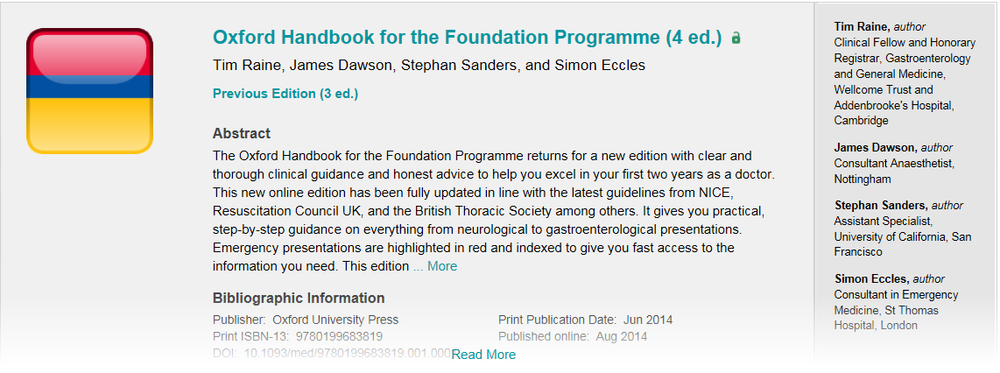 Oxford Handbook for the Foundation Programme (4 ed.)
Tim Raine, James Dawson, Stephan Sanders, and Simon Eccles
Previous Edition (3 ed.)
Abstract
The Oxford Handbook for the Foundation Programme returns for a new edition with clear and
thorough clinical guidance and honest advice to help you excel in your first two years as a doctor.
This new online edition has been fully updated in line with the latest guidelines from NICE,
Resuscitation Council UK, and the British Thoracic Society among others. It gives you practical,
step-by-step guidance on everything from neurological to gastroenterological presentations.
Emergency presentations are highlighted in red and indexed to give you fast access to the
information you need. This edition ... More
Bibliographic Information
Publisher: Oxford University Press
Print Publication Date: Jun 2014
Print ISBN-13: 9780199683819
Published online: Aug 2014
DOI: 10.1093/med/9780199683819.001.000
Read More
Tim Raine, author
Clinical Fellow and Honorary
Registrar, Gastroenterology
and General Medicine,
Wellcome Trust and
Addenbrooke's Hospital,
Cambridge
James Dawson, author
Consultant Anaesthetist,
Nottingham
Stephan Sanders, author
Assistant Specialist,
University of California, San
Francisco
Simon Eccles, author
Consultant in Emergency
Medicine, St Thomas
Hospital, London